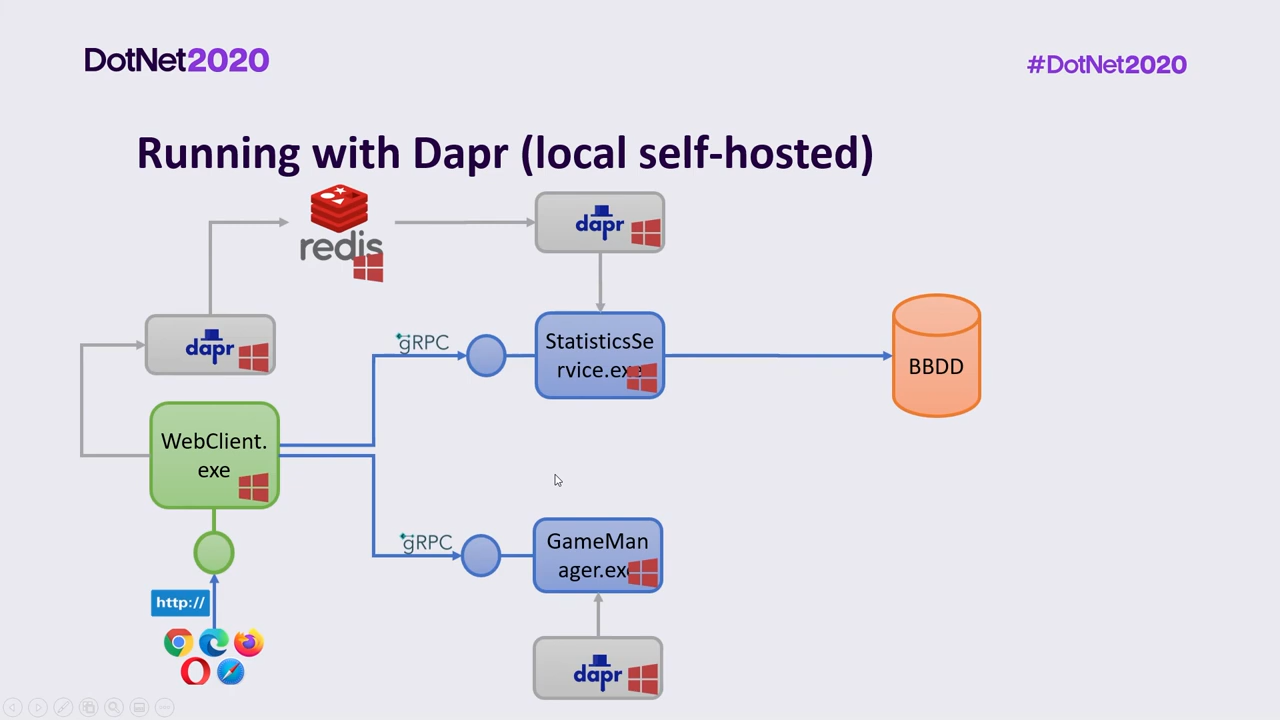 DotNet2020
#DotNet2020
Running with Dapr (local self-hosted)
redis
dapr
dapr
gRPC
StatisticsSe
rvice.exe
BBDD
WebClient.
exe
gRPC
GameMan
ager.exe
http://
dapr